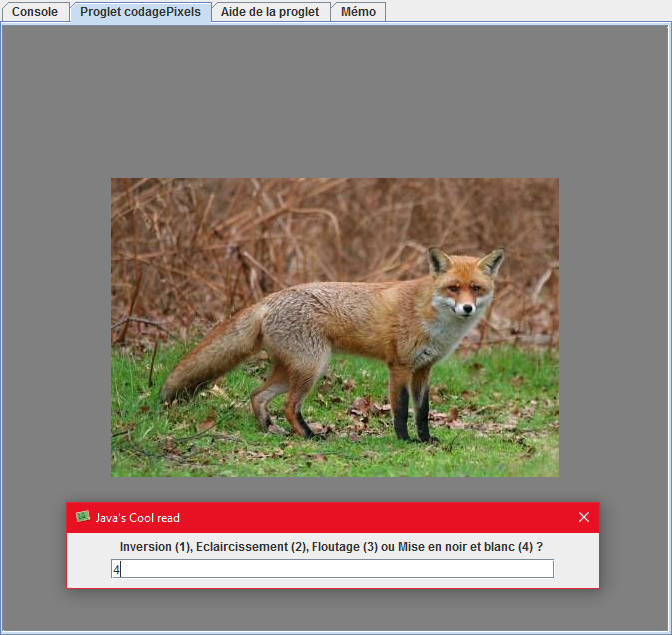 Console Proglet codagePixels Aide de la proglet Mémo
Java's Cool read
Inversion (1), Eclaircissement (2), Floutage (3) ou Mise en noir et blanc (4) ?
4